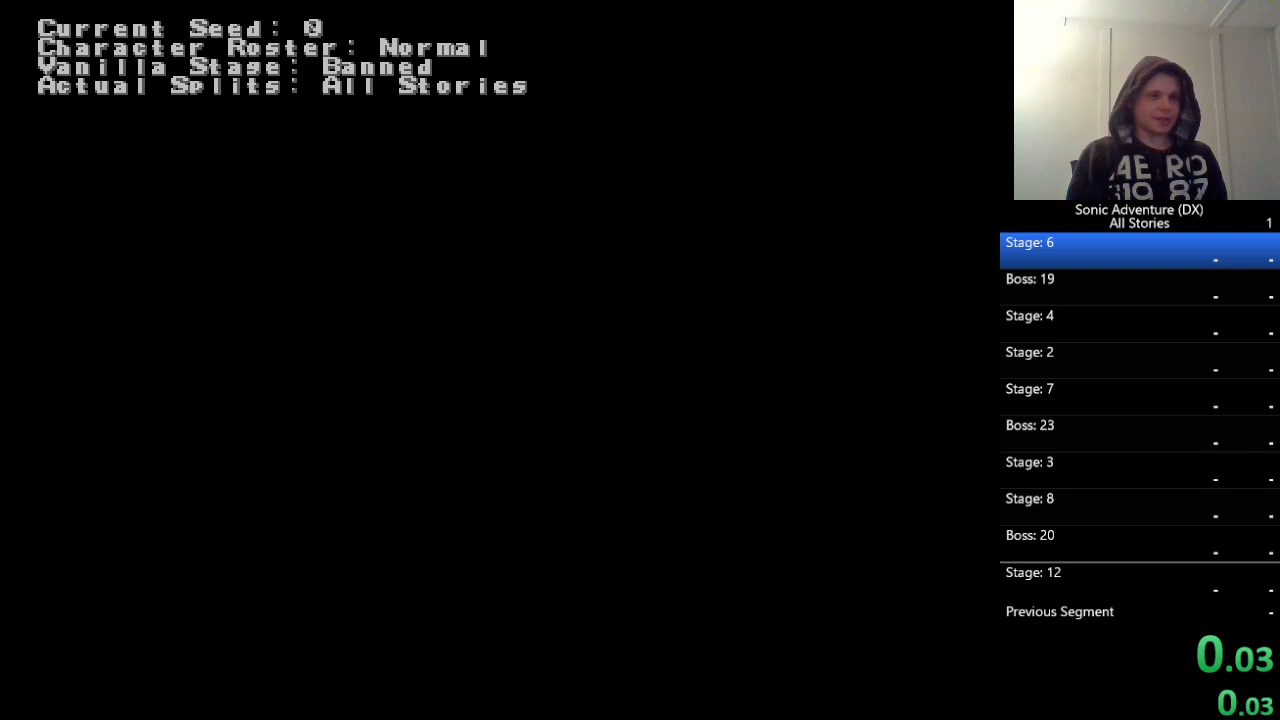 Current Seed: 0
Character Roster: Normal
Vanilla Stage: Banned
Actual Splits: All Stories
AERO
1987
Sonic Adventure (DX)
All Stories 1
Stage: 6
- -
Boss: 19
- -
Stage: 4
- -
Stage: 2
- -
Stage: 7
- -
Boss: 23
- -
Stage: 3
- -
Stage: 8
- -
Boss: 20
- -
Stage: 12
- -
Previous Segment -
0.03
0.03